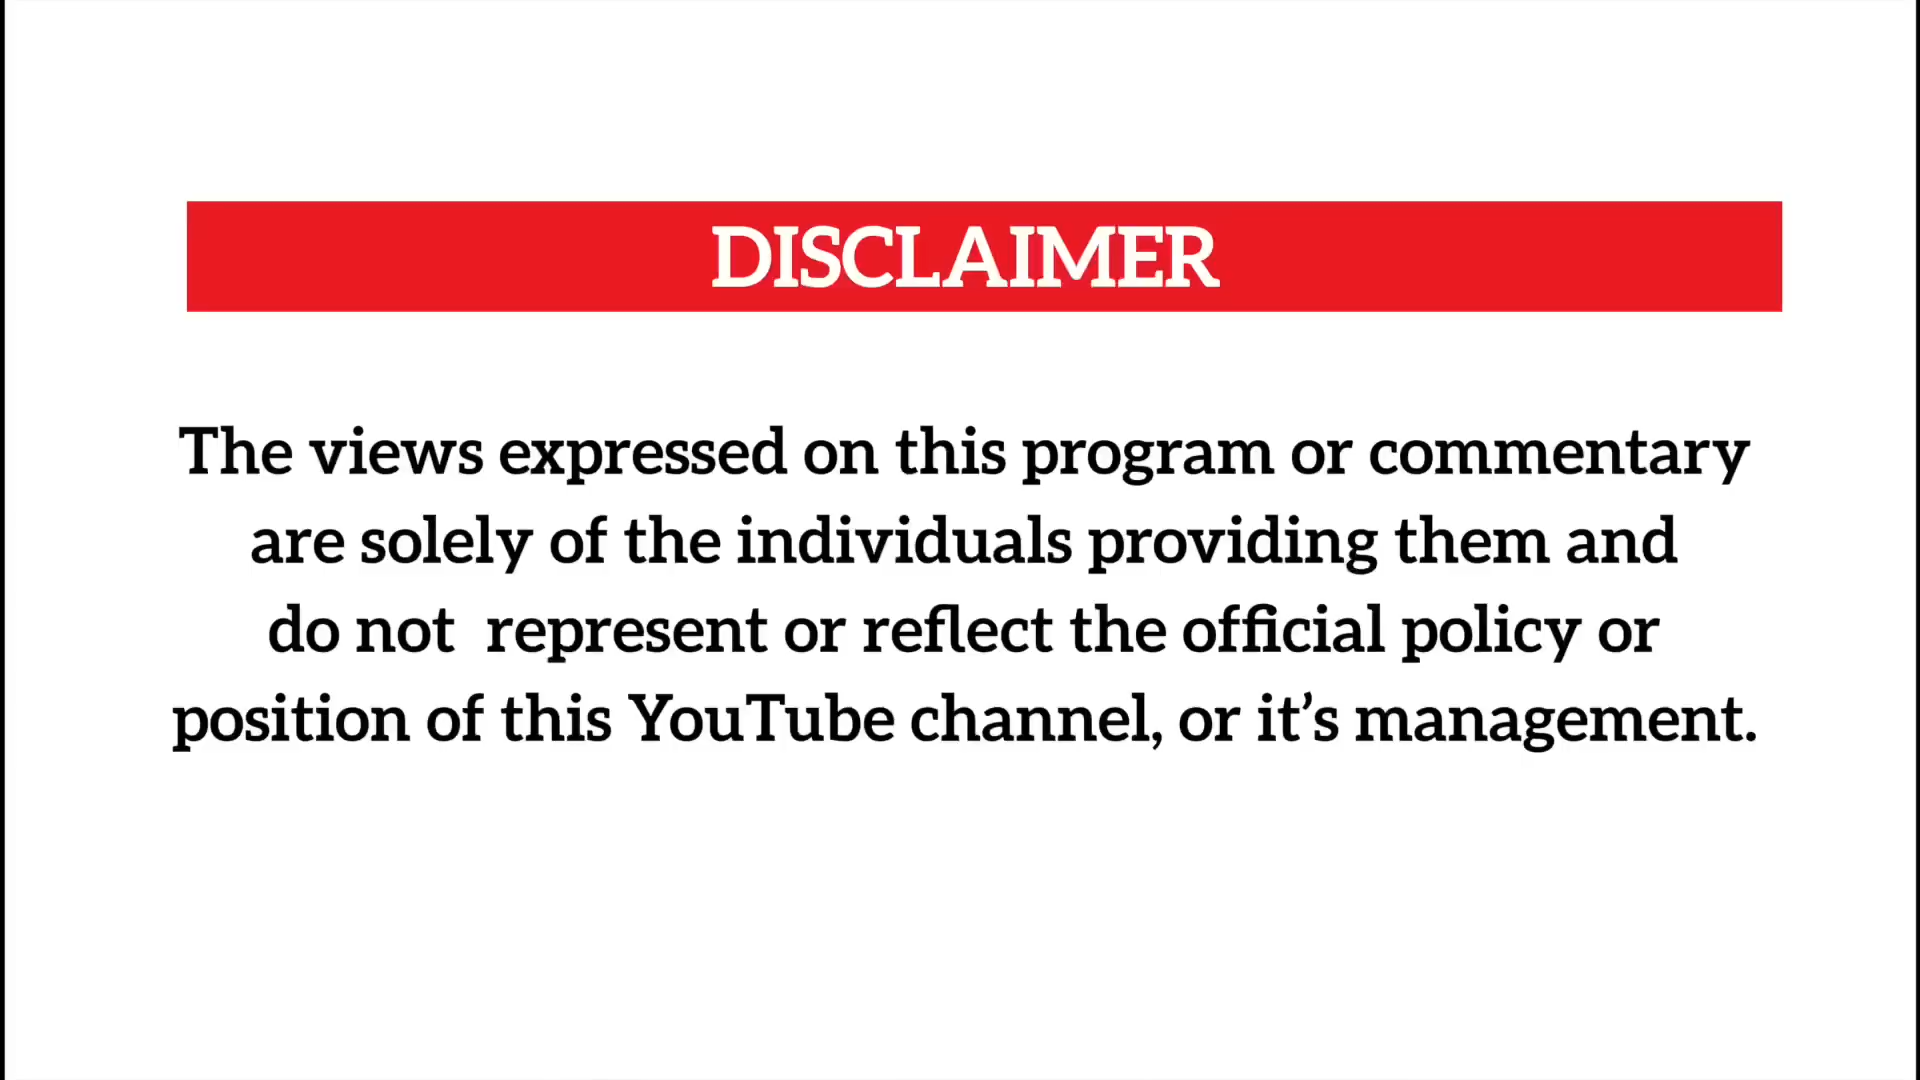 DISCLAIMER
The views expressed on this program or commentary
are solely of the individuals providing them and
do not  represent or reflect the official policy or
position of this YouTube channel, or it’s management.